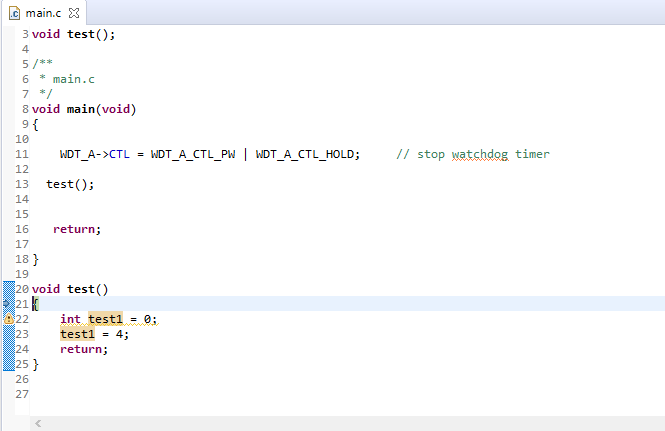 .c main.c
3 void test();
4
5 /**
6 * main.c
7 */
8 void main(void)
9 {
10
11 WDT_A->CTL = WDT_A_CTL_PW | WDT_A_CTL_HOLD; // stop watchdog timer
12
13 test();
14
15
16 return;
17
18 }
19
20 void test()
21 {
22 int test1 = 0;
23 test1 = 4;
24 return;
25 }
26
27